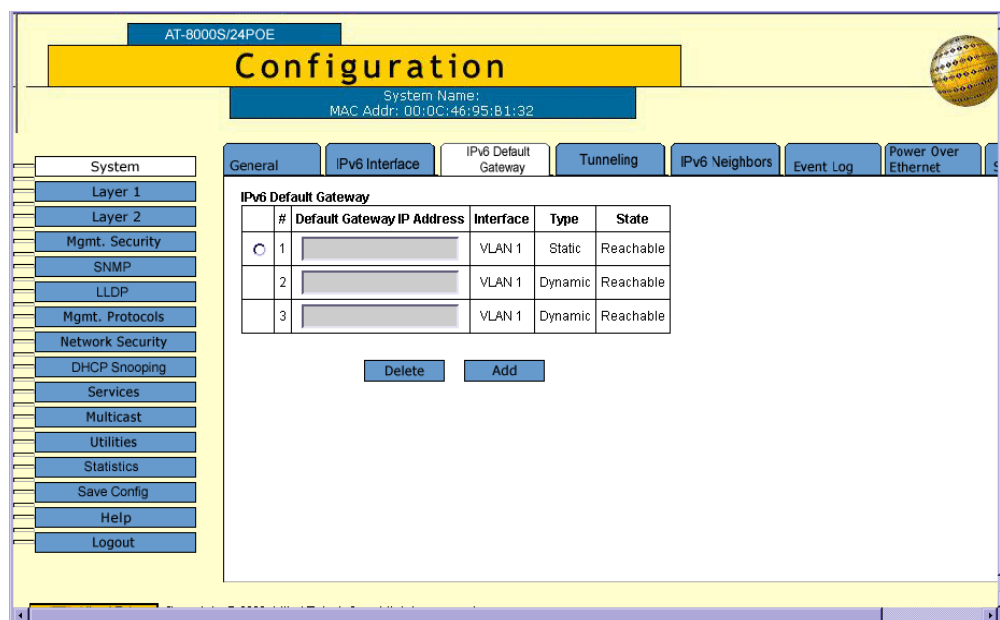 AT-8000S/24POE
Configuration
System Name:
MAC Addr: 00:0C:46:95:B1:32
System
Layer 1
Layer 2
Mgmt. Security
SNMP
LLDP
Mgmt. Protocols
Network Security
DHCP Snooping
Services
Multicast
Utilities
Statistics
Save Config
Help
Logout
General
IPv6 Interface
IPv6 Default
Gateway
Tunneling
IPv6 Neighbors
Event Log
Power Over
Ethernet
IPv6 Default Gateway
# Default Gateway IP Address Interface Type State
1 VLAN 1 Static Reachable
2 VLAN 1 Dynamic Reachable
3 VLAN 1 Dynamic Reachable
Delete Add